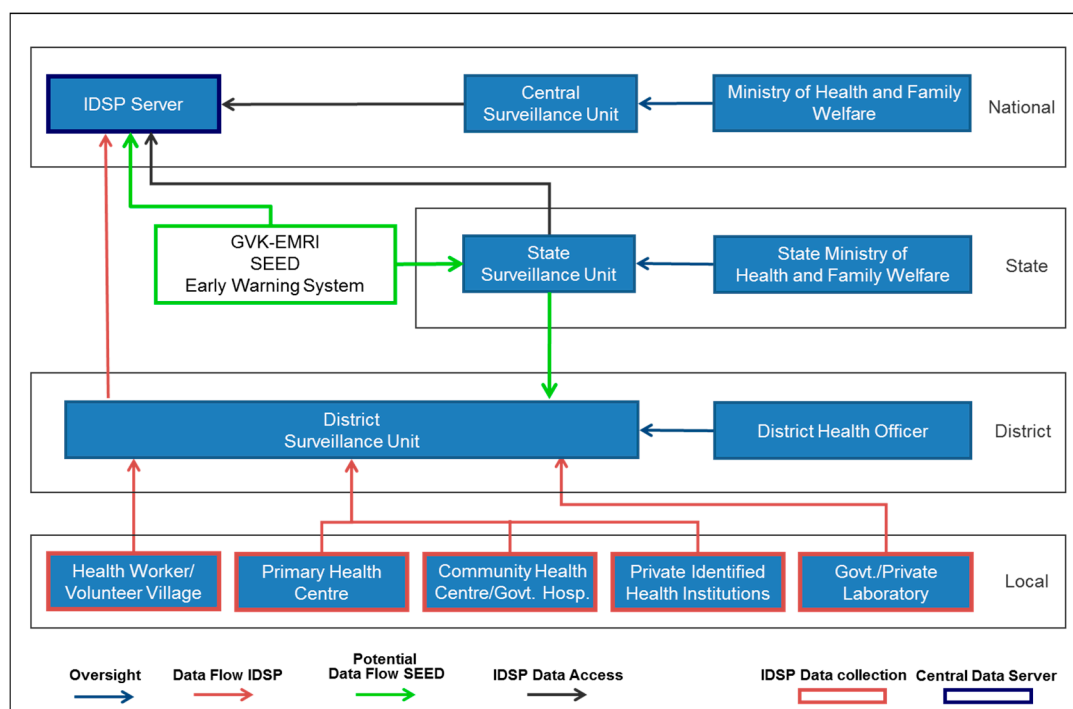 IDSP Server
Central
Surveillance Unit
Ministry of Health and Family
Welfare
National
GVK-EMRI
SEED
Early Warning System
State
Surveillance Unit
State Ministry of
Health and Family Welfare
State
District
Surveillance Unit
District Health Officer
District
Health Worker/
Volunteer Village
Primary Health
Centre
Community Health
Centre/Govt. Hosp.
Private Identified
Health Institutions
Govt./Private
Laboratory
Local
Oversight
Data Flow IDSP
Potential
Data Flow SEED
IDSP Data Access
IDSP Data collection
Central Data Server